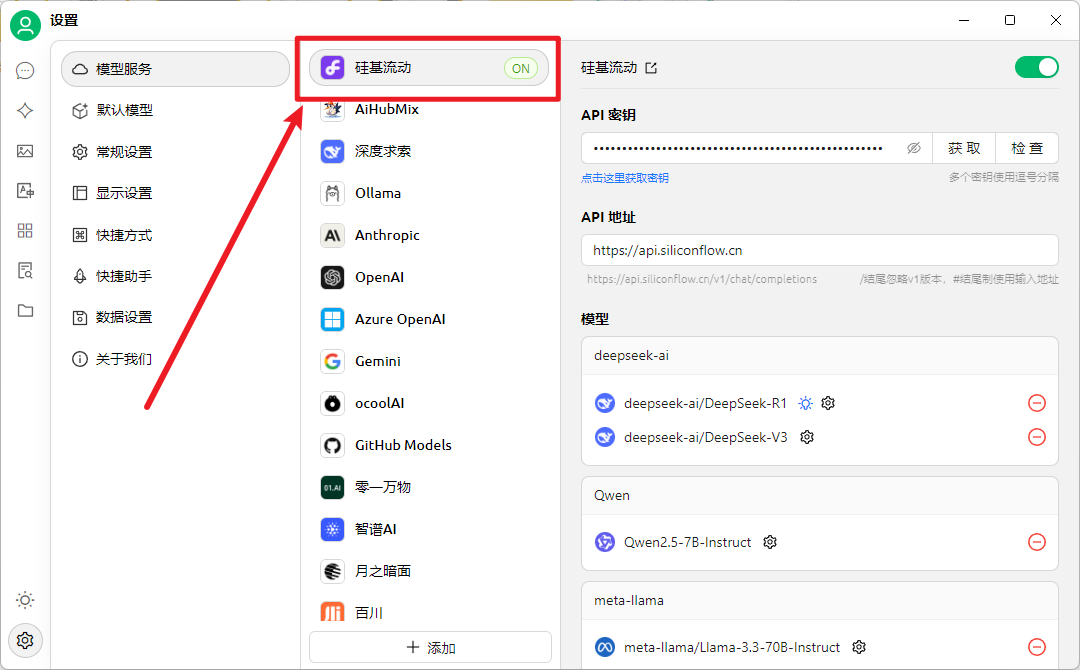 设置
模型服务
默认模型
常规设置
显示设置
快捷方式
快捷助手
数据设置
关于我们
硅基流动
ON
AiHubMix
深度求索
Ollama
Anthropic
OpenAI
Azure OpenAI
Gemini
ocoolAI
GitHub Models
01.AI 零一万物
智谱AI
月之暗面
百川
添加
硅基流动
API 密钥
获 取
检 查
点击这里获取密钥
多个密钥使用逗号分隔
API 地址
https://api.siliconflow.cn
https://api.siliconflow.cn/v1/chat/completions
/结尾忽略v1版本，#结尾制使用输入地址
模型
deepseek-ai
deepseek-ai/DeepSeek-R1
deepseek-ai/DeepSeek-V3
Qwen
Qwen2.5-7B-Instruct
meta-llama
meta-llama/Llama-3.3-70B-Instruct